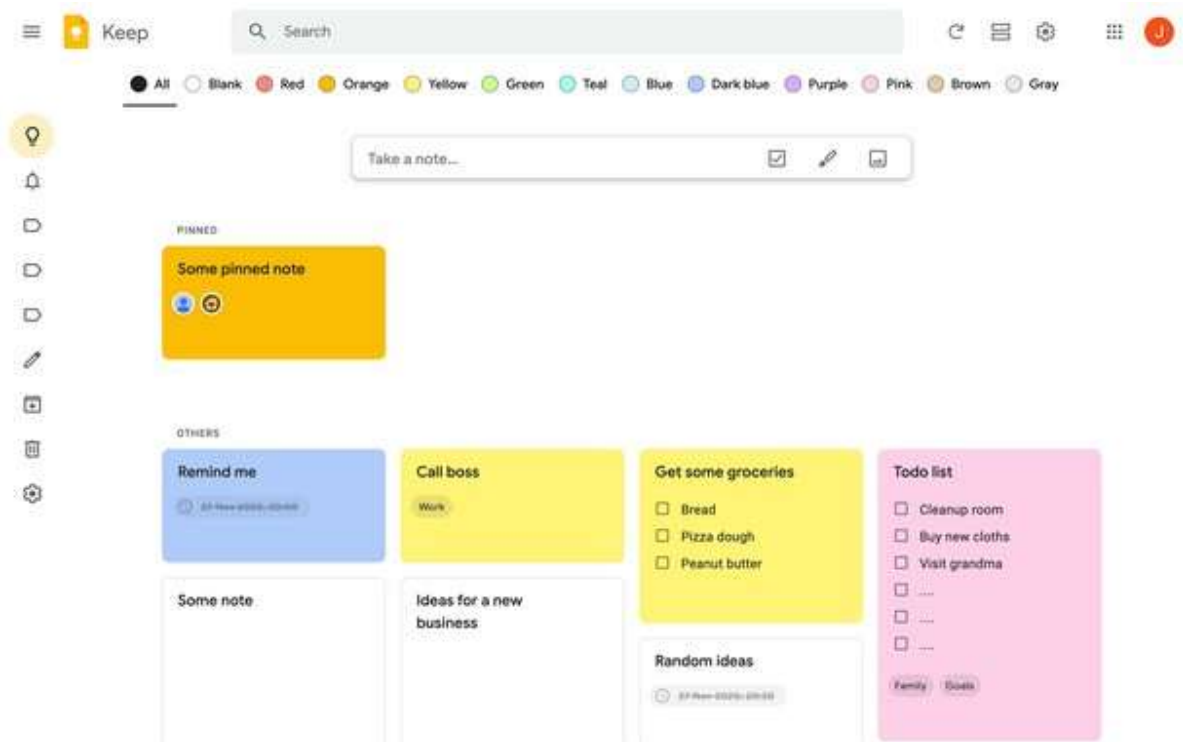 Keep
Search
J
All Blank Red Orange Yellow Green Teal Blue Dark blue Purple Pink Brown Gray
Take a note...
PINNED
Some pinned note
OTHERS
Remind me
Call boss
Work
Get some groceries
Bread
Pizza dough
Peanut butter
Todo list
Cleanup room
Buy new cloths
Visit grandma
....
....
....
Family Goals
Some note
Ideas for a new
business
Random ideas